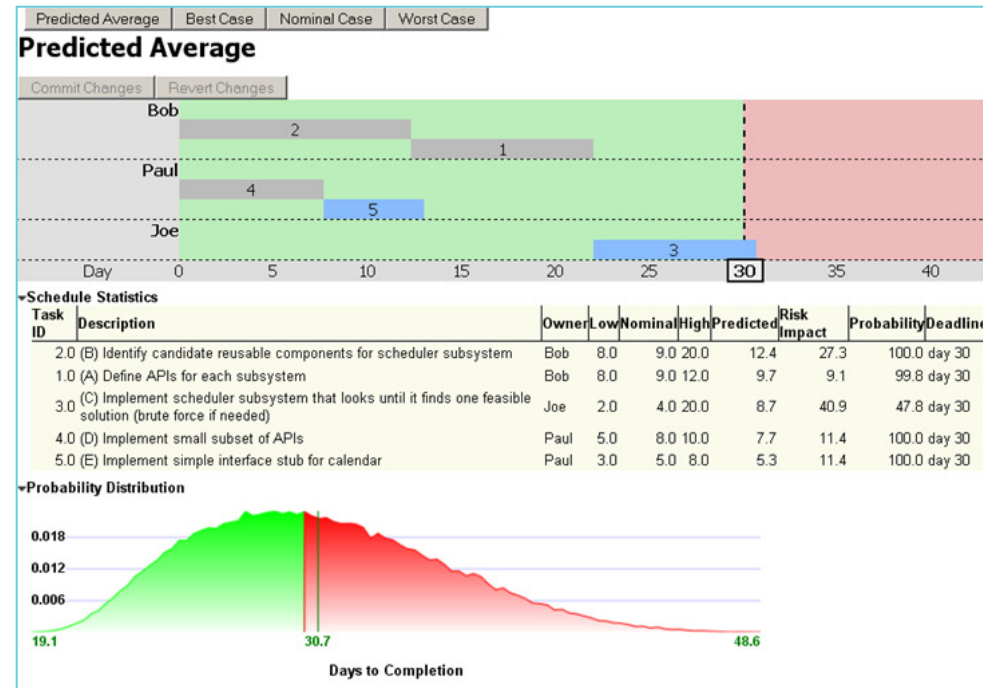 Predicted Average Best Case Nominal Case Worst Case
Predicted Average
Commit Changes Revert Changes
Bob
2
1
Paul
4
5
Joe
3
Day 0 5 10 15 20 25 30 35 40
Schedule Statistics
Task ID Description Owner Low Nominal High Predicted Risk Impact Probability Deadline
2.0 (B) Identify candidate reusable components for scheduler subsystem Bob 8.0 9.0 20.0 12.4 27.3 100.0 day 30
1.0 (A) Define APIs for each subsystem Bob 8.0 9.0 12.0 9.7 9.1 99.8 day 30
3.0 (C) Implement scheduler subsystem that looks until it finds one feasible
solution (brute force if needed) Joe 2.0 4.0 20.0 8.7 40.9 47.8 day 30
4.0 (D) Implement small subset of APIs Paul 5.0 8.0 10.0 7.7 11.4 100.0 day 30
5.0 (E) Implement simple interface stub for calendar Paul 3.0 5.0 8.0 5.3 11.4 100.0 day 30
Probability Distribution
0.018
0.012
0.006
19.1 30.7 48.6
Days to Completion